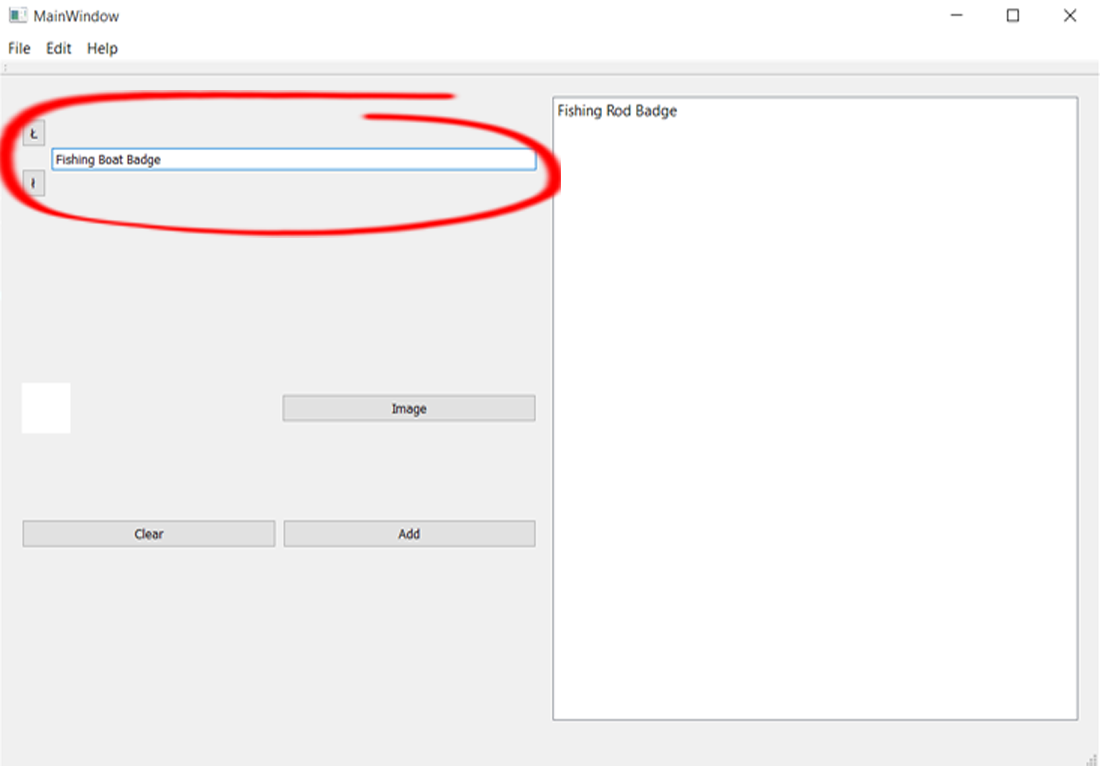 MainWindow
File Edit Help
Ł
Fishing Boat Badge
ł
Image
Clear Add
Fishing Rod Badge